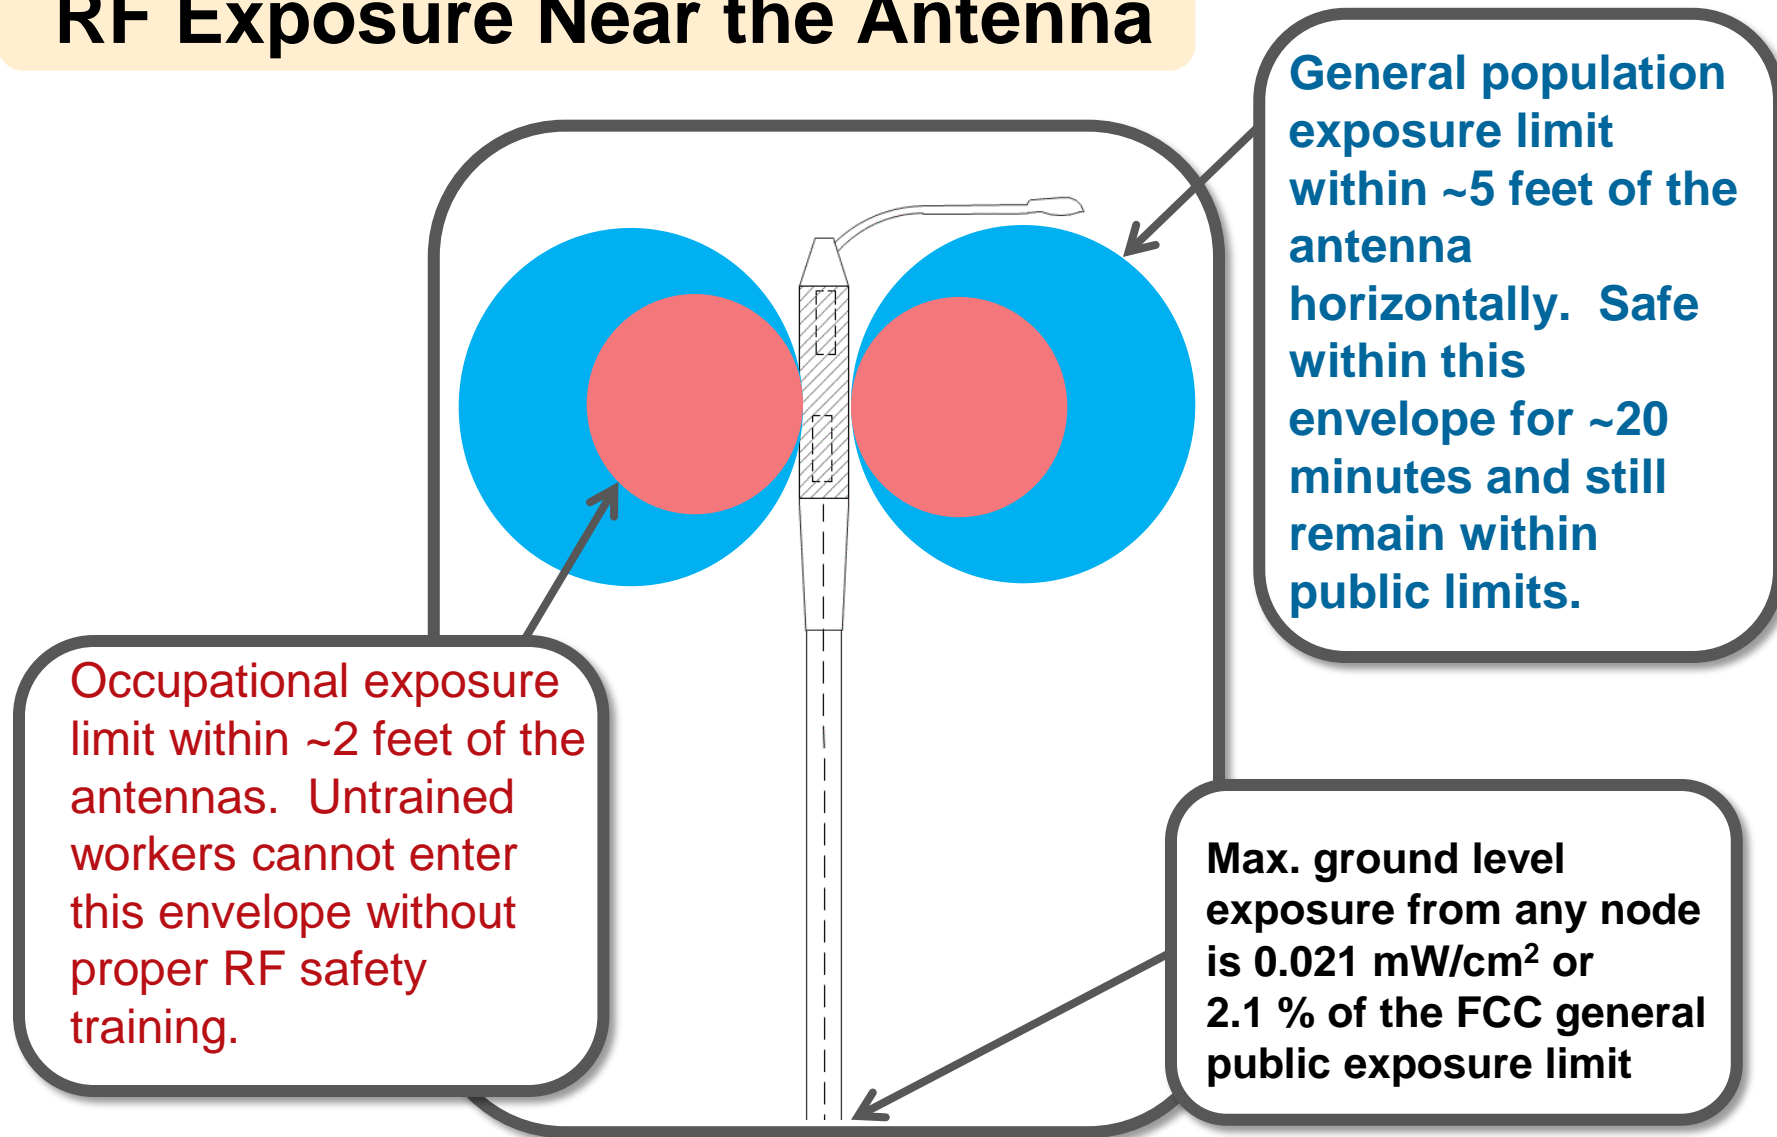 RF Exposure Near the Antenna
General population
exposure limit
within ~5 feet of the
antenna
horizontally.  Safe
within this
envelope for ~20
minutes and still
remain within
public limits.
Occupational exposure
limit within ~2 feet of the
antennas.  Untrained
workers cannot enter
this envelope without
proper RF safety
training.
Max. ground level
exposure from any node
is 0.021 mW/cm² or
2.1 % of the FCC general
public exposure limit